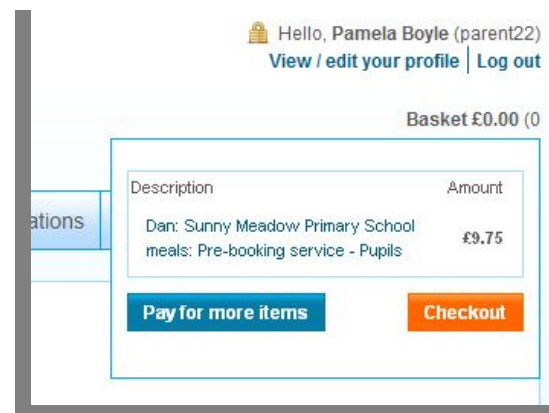 Hello, Pamela Boyle (parent22)
View / edit your profile | Log out
Basket £0.00 (0
Description Amount
ations
Dan: Sunny Meadow Primary School
meals: Pre-booking service - Pupils
£9.75
Pay for more items Checkout